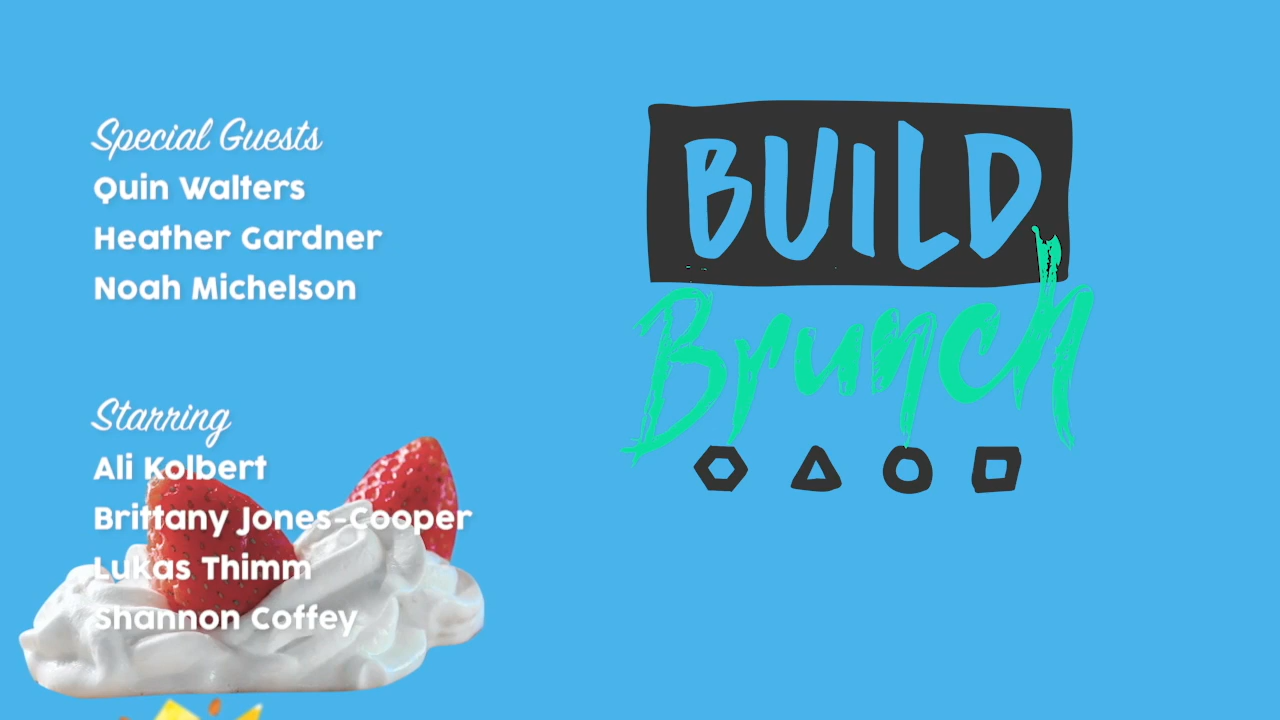 Special Guests
Quin Walters
Heather Gardner
Noah Michelson
Starring
Ali Kolbert
Brittany Jones-Cooper
Lukas Thimm
Shannon Coffey
BUILD
Brunch